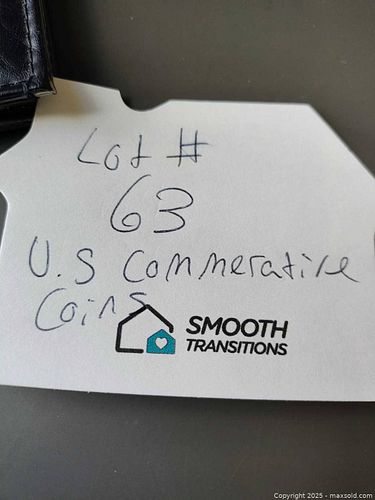 Lot #
63
U.S Commerative
Coins
SMOOTH
TRANSITIONS
Copyright 2025 - maxsold.com